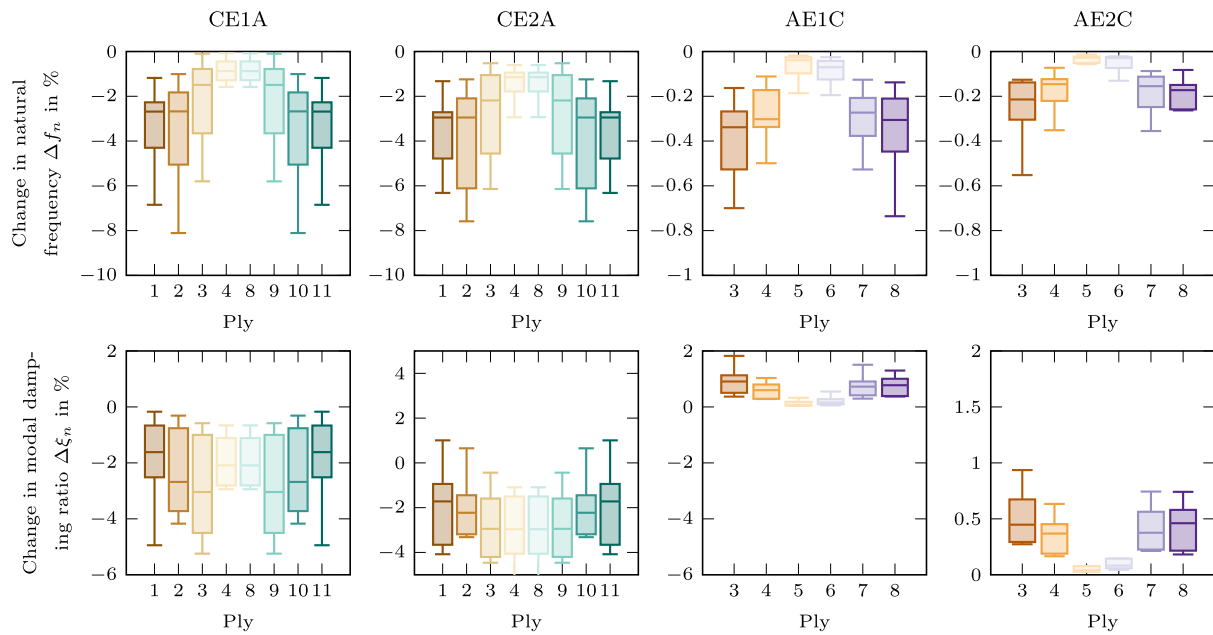 CE1A CE2A AE1C AE2C
Change in natural
frequency Δfₙ in %
0 0 0 0
−2 −2 −0.2 −0.2
−4 −4 −0.4 −0.4
−6 −6 −0.6 −0.6
−8 −8 −0.8 −0.8
−10 −10 −1 −1
1 2 3 4 8 9 10 11 1 2 3 4 8 9 10 11 3 4 5 6 7 8 3 4 5 6 7 8
Ply Ply Ply Ply
Change in modal damp-
ing ratio Δξₙ in %
2 4 2 2
0 2 0 1.5
−2 0 −2 1
−4 −2 −4 0.5
−6 −4 −6 0
1 2 3 4 8 9 10 11 1 2 3 4 8 9 10 11 3 4 5 6 7 8 3 4 5 6 7 8
Ply Ply Ply Ply